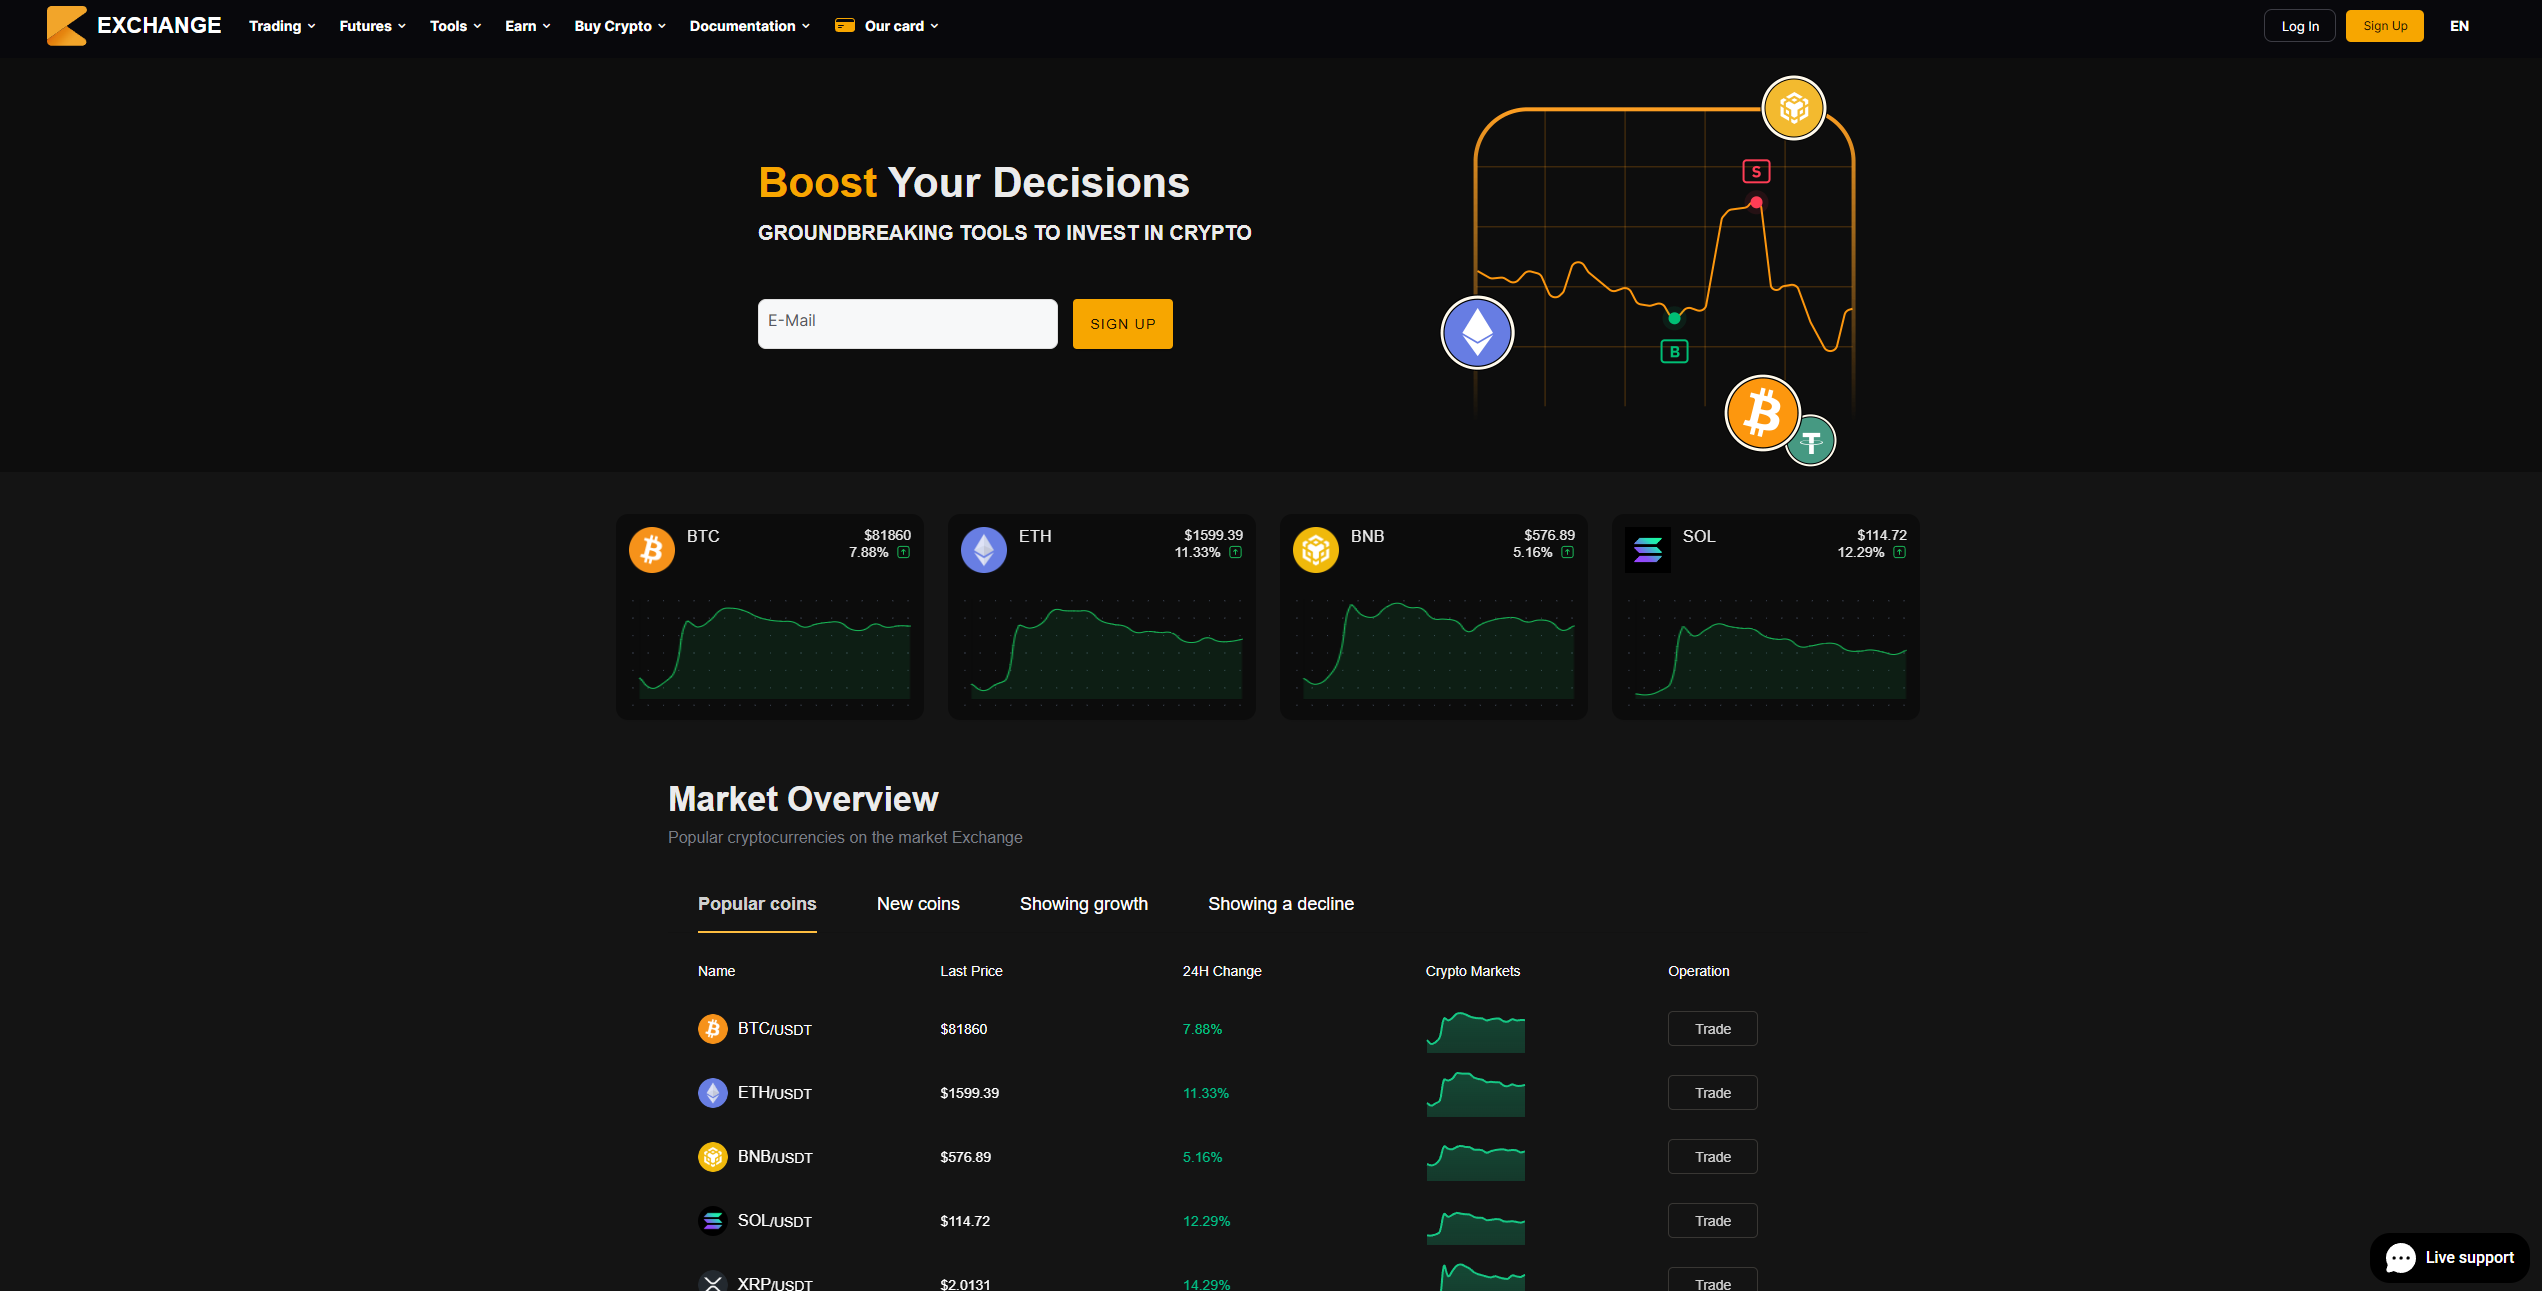 EXCHANGE Trading Futures Tools Earn Buy Crypto Documentation Our card Log In Sign Up EN
Boost Your Decisions
GROUNDBREAKING TOOLS TO INVEST IN CRYPTO
E-Mail SIGN UP
S
B
BTC $81860
7.88%
ETH $1599.39
11.33%
BNB $576.89
5.16%
SOL $114.72
12.29%
Market Overview
Popular cryptocurrencies on the market Exchange
Popular coins New coins Showing growth Showing a decline
Name Last Price 24H Change Crypto Markets Operation
BTC/USDT $81860 7.88% Trade
ETH/USDT $1599.39 11.33% Trade
BNB/USDT $576.89 5.16% Trade
SOL/USDT $114.72 12.29% Trade
XRP/USDT $2.0131 14.29% Trade
Live support